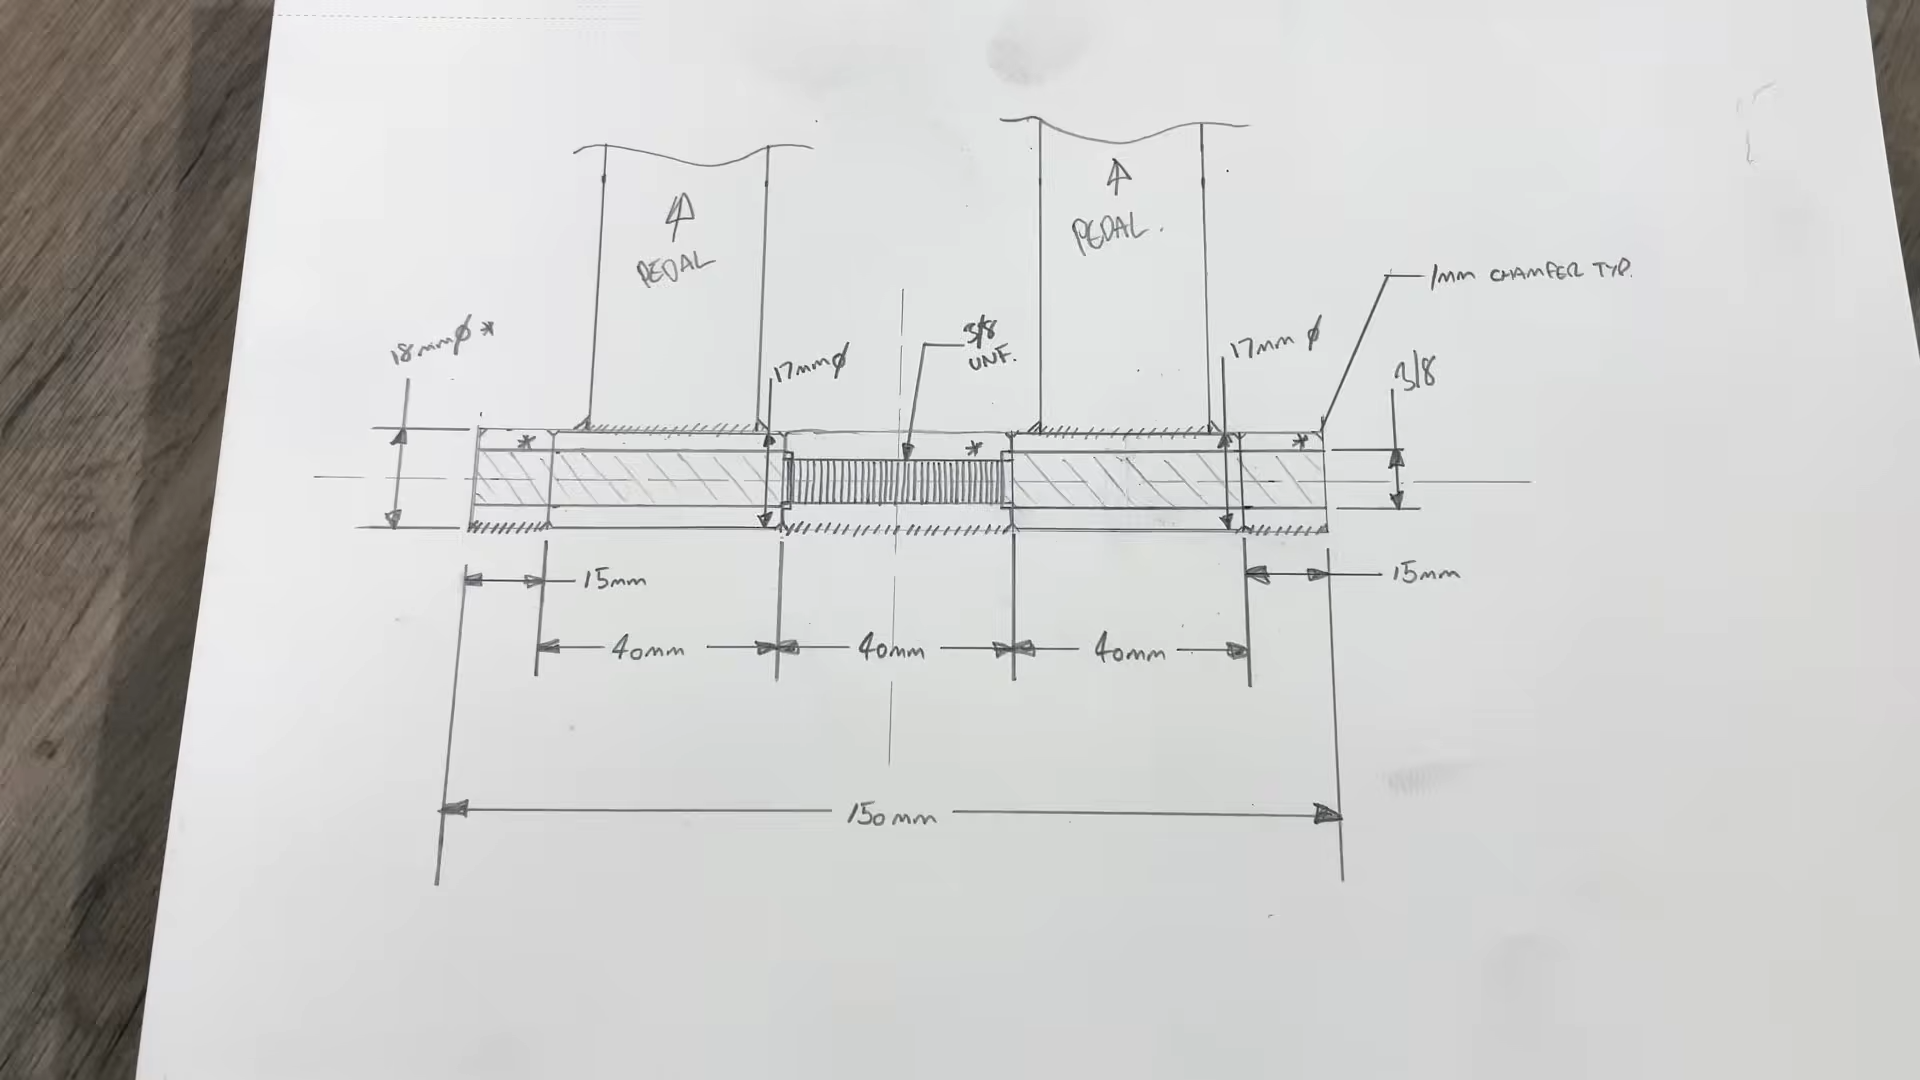 PEDAL.
PEDAL
1mm CHAMFER TYP.
18mmϕ *
3/8
UNF.
17mm ϕ
17mmϕ
3/8
*
*
*
15mm
15mm
40mm
40mm
40mm
150mm